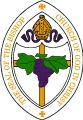 THE SEAL OF THE BISHOP
CHURCH OF GOD IN CHRIST